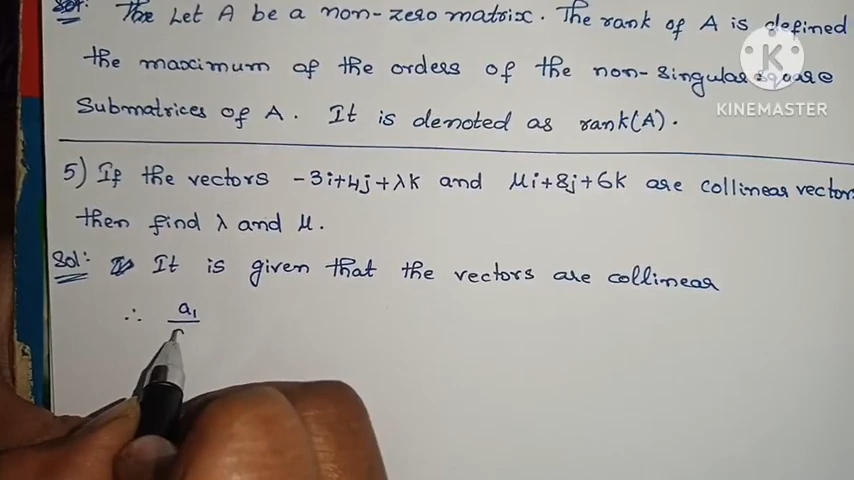 Sol: The Let A be a non-zero matrix. The rank of A is defined
the maximum of the orders of the non-singular square
Submatrices of A. It is denoted as rank(A).
KINEMASTER
5) If the vectors -3i+4j+λk and μi+8j+6k are collinear vectors
then find λ and μ.
Sol: It is given that the vectors are collinear
∴ a₁